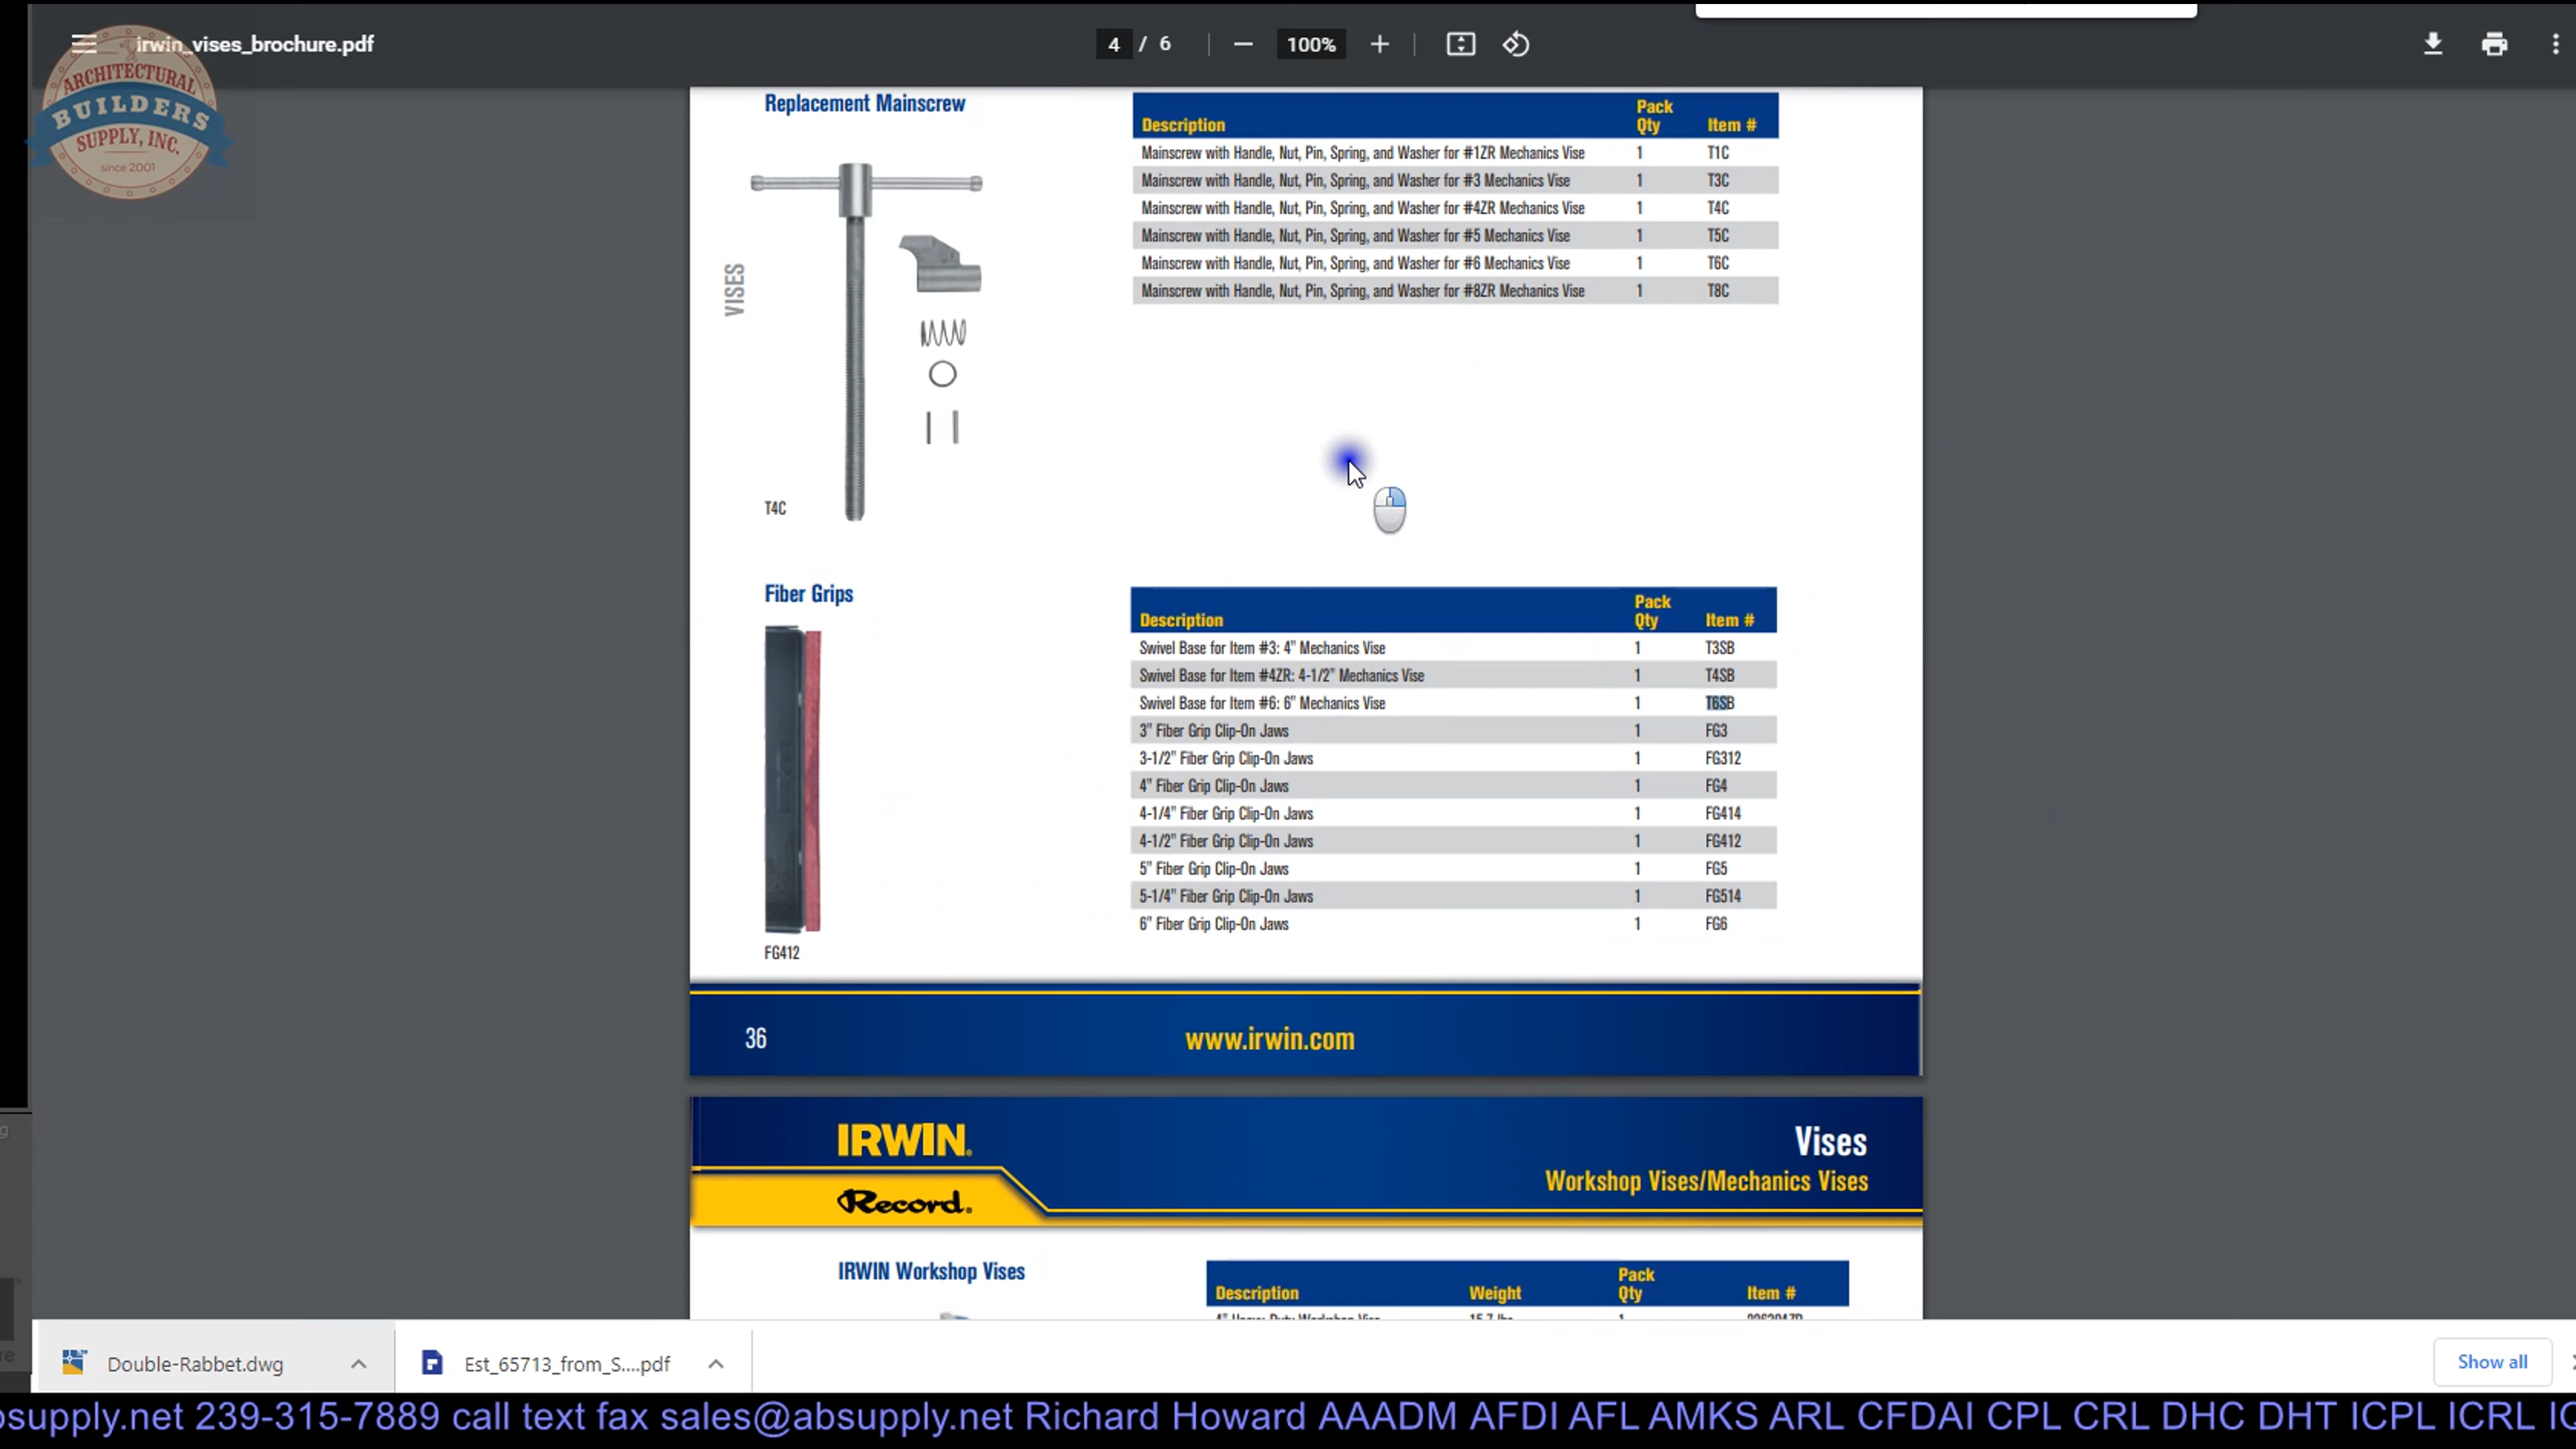 irwin_vises_brochure.pdf
4 / 6
100%
ARCHITECTURAL
BUILDERS
SUPPLY, INC.
since 2001
Replacement Mainscrew
VISES
T4C
Description Pack Qty Item #
Mainscrew with Handle, Nut, Pin, Spring, and Washer for #1ZR Mechanics Vise 1 T1C
Mainscrew with Handle, Nut, Pin, Spring, and Washer for #3 Mechanics Vise 1 T3C
Mainscrew with Handle, Nut, Pin, Spring, and Washer for #4ZR Mechanics Vise 1 T4C
Mainscrew with Handle, Nut, Pin, Spring, and Washer for #5 Mechanics Vise 1 T5C
Mainscrew with Handle, Nut, Pin, Spring, and Washer for #6 Mechanics Vise 1 T6C
Mainscrew with Handle, Nut, Pin, Spring, and Washer for #8ZR Mechanics Vise 1 T8C
Fiber Grips
FG412
Description Pack Qty Item #
Swivel Base for Item #3: 4" Mechanics Vise 1 T3SB
Swivel Base for Item #4ZR: 4-1/2" Mechanics Vise 1 T4SB
Swivel Base for Item #6: 6" Mechanics Vise 1 T6SB
3" Fiber Grip Clip-On Jaws 1 FG3
3-1/2" Fiber Grip Clip-On Jaws 1 FG312
4" Fiber Grip Clip-On Jaws 1 FG4
4-1/4" Fiber Grip Clip-On Jaws 1 FG414
4-1/2" Fiber Grip Clip-On Jaws 1 FG412
5" Fiber Grip Clip-On Jaws 1 FG5
5-1/4" Fiber Grip Clip-On Jaws 1 FG514
6" Fiber Grip Clip-On Jaws 1 FG6
36
www.irwin.com
IRWIN.
Record.
Vises
Workshop Vises/Mechanics Vises
IRWIN Workshop Vises
Description Weight Pack Qty Item #
Double-Rabbet.dwg
Est_65713_from_S....pdf
Show all
bsupply.net 239-315-7889 call text fax sales@absupply.net Richard Howard AAADM AFDI AFL AMKS ARL CFDAI CPL CRL DHC DHT ICPL ICRL